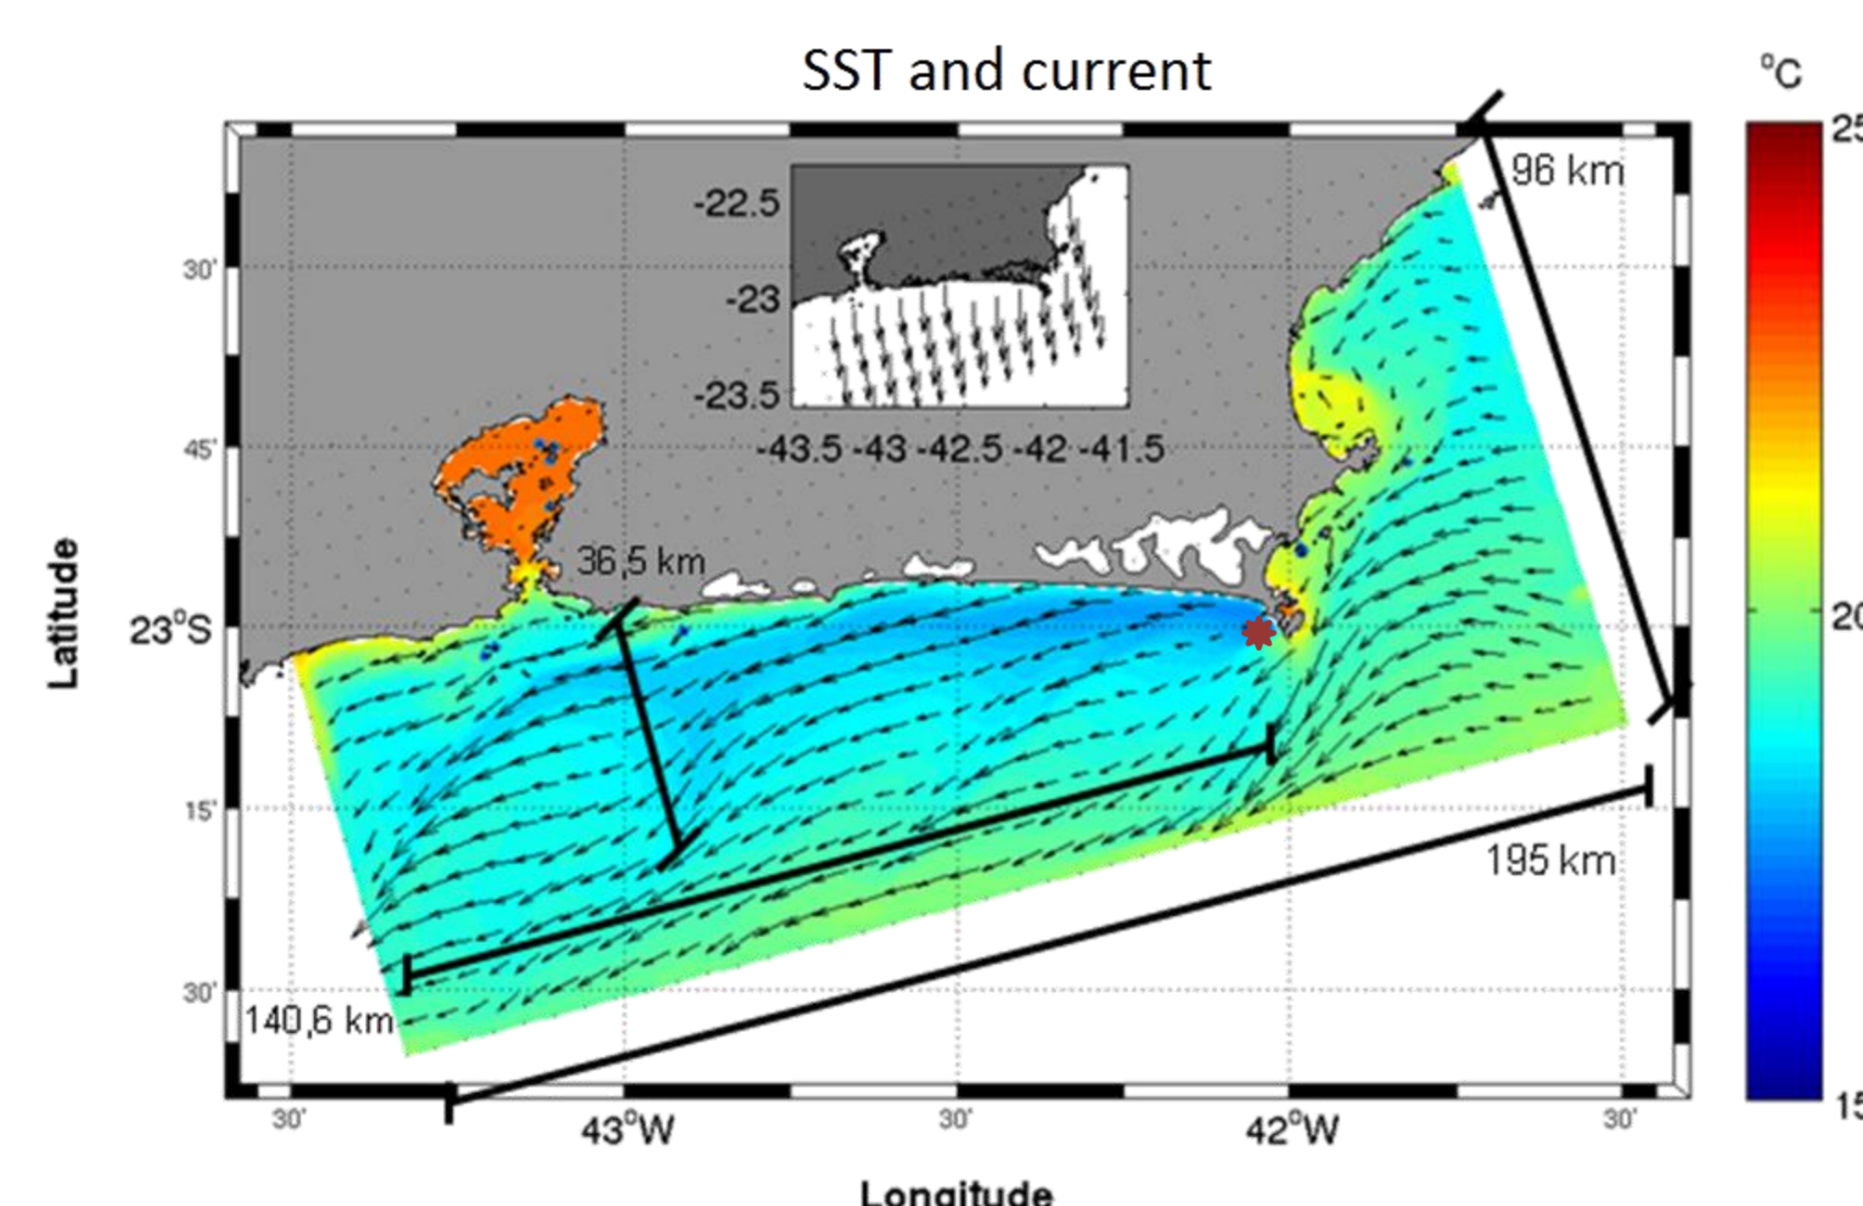 SST and current
°C
25
96 km
-22.5
30'
-23
-23.5
45'
-43.5 -43 -42.5 -42 -41.5
36,5 km
20
23°S
Latitude
15'
195 km
30'
140,6 km
15
30'
43°W
30'
42°W
30'
Longitude